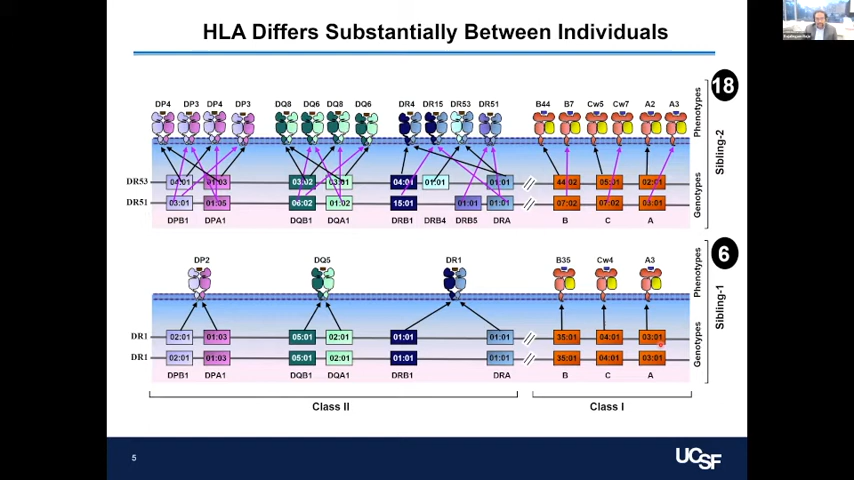 HLA Differs Substantially Between Individuals
DP4 DP3 DP4 DP3 DQ8 DQ6 DQ8 DQ6 DR4 DR15 DR53 DR51 B44 B7 Cw5 Cw7 A2 A3
Phenotypes
18
Sibling-2
DR53 04:01 01:03 03:02 03:01 04:01 01:01 01:01 44:02 05:01 02:01
DR51 03:01 01:05 06:02 01:02 15:01 01:01 01:01 07:02 07:02 03:01
DPB1 DPA1 DQB1 DQA1 DRB1 DRB4 DRB5 DRA B C A
Genotypes
DP2 DQ5 DR1 B35 Cw4 A3
Phenotypes
6
Sibling-1
DR1 02:01 01:03 05:01 02:01 01:01 01:01 35:01 04:01 03:01
DR1 02:01 01:03 05:01 02:01 01:01 01:01 35:01 04:01 03:01
DPB1 DPA1 DQB1 DQA1 DRB1 DRA B C A
Genotypes
Class II Class I
5
UCSF